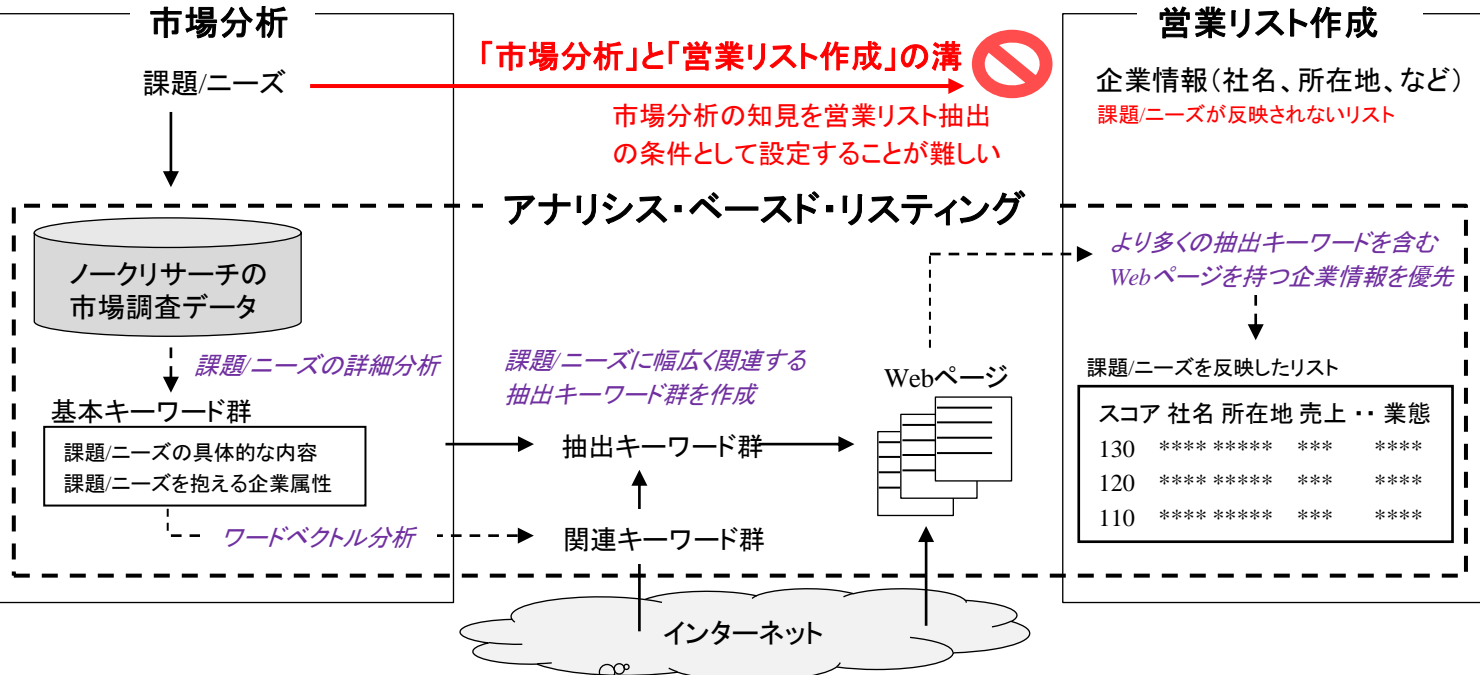 市場分析
課題/ニーズ
「市場分析」と「営業リスト作成」の溝
市場分析の知見を営業リスト抽出
の条件として設定することが難しい
営業リスト作成
企業情報(社名、所在地、など)
課題/ニーズが反映されないリスト
アナリシス・ベースド・リスティング
ノークリサーチの
市場調査データ
課題/ニーズの詳細分析
基本キーワード群
課題/ニーズの具体的な内容
課題/ニーズを抱える企業属性
ワードベクトル分析
課題/ニーズに幅広く関連する
抽出キーワード群を作成
抽出キーワード群
関連キーワード群
Webページ
インターネット
より多くの抽出キーワードを含む
Webページを持つ企業情報を優先
課題/ニーズを反映したリスト
スコア 社名 所在地 売上 ・・ 業態
130 **** ***** *** ****
120 **** ***** *** ****
110 **** ***** *** ****